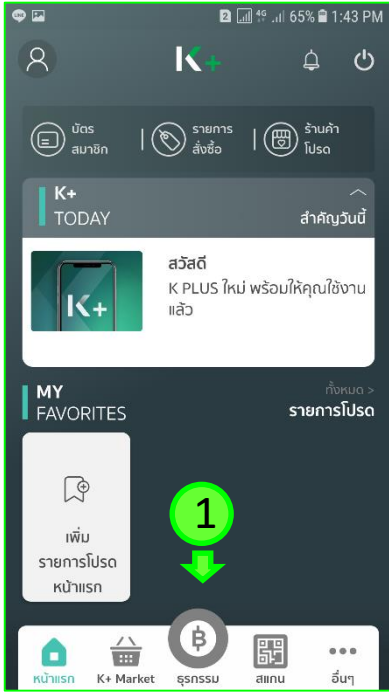 2 4G 65% 1:43 PM
K+
บัตร
สมาชิก
รายการ
สั่งซื้อ
ร้านค้า
โปรด
K+
TODAY
สำคัญวันนี้
K+
สวัสดี
K PLUS ใหม่ พร้อมให้คุณใช้งาน
แล้ว
MY
FAVORITES
ทั้งหมด >
รายการโปรด
เพิ่ม
รายการโปรด
หน้าแรก
1
฿
หน้าแรก K+ Market ธุรกรรม สแกน อื่นๆ